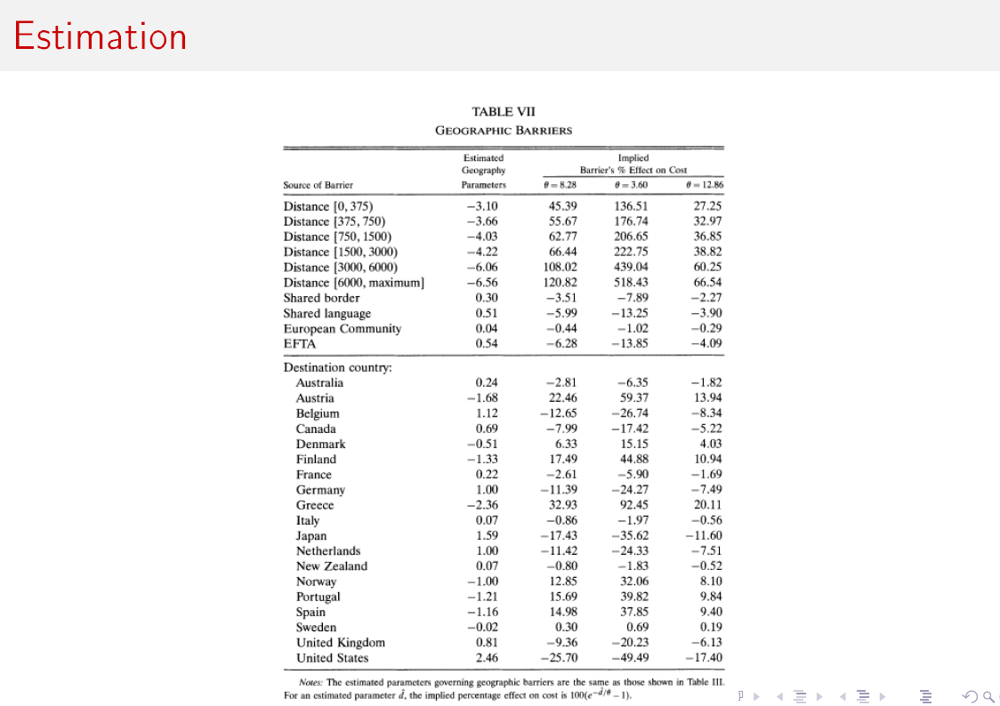 Estimation
TABLE VII
GEOGRAPHIC BARRIERS
Estimated Implied
Geography Barrier's % Effect on Cost
Source of Barrier Parameters θ = 8.28 θ = 3.60 θ = 12.86
Distance [0, 375) −3.10 45.39 136.51 27.25
Distance [375, 750) −3.66 55.67 176.74 32.97
Distance [750, 1500) −4.03 62.77 206.65 36.85
Distance [1500, 3000) −4.22 66.44 222.75 38.82
Distance [3000, 6000) −6.06 108.02 439.04 60.25
Distance [6000, maximum] −6.56 120.82 518.43 66.54
Shared border 0.30 −3.51 −7.89 −2.27
Shared language 0.51 −5.99 −13.25 −3.90
European Community 0.04 −0.44 −1.02 −0.29
EFTA 0.54 −6.28 −13.85 −4.09
Destination country:
Australia 0.24 −2.81 −6.35 −1.82
Austria −1.68 22.46 59.37 13.94
Belgium 1.12 −12.65 −26.74 −8.34
Canada 0.69 −7.99 −17.42 −5.22
Denmark −0.51 6.33 15.15 4.03
Finland −1.33 17.49 44.88 10.94
France 0.22 −2.61 −5.90 −1.69
Germany 1.00 −11.39 −24.27 −7.49
Greece −2.36 32.93 92.45 20.11
Italy 0.07 −0.86 −1.97 −0.56
Japan 1.59 −17.43 −35.62 −11.60
Netherlands 1.00 −11.42 −24.33 −7.51
New Zealand 0.07 −0.80 −1.83 −0.52
Norway −1.00 12.85 32.06 8.10
Portugal −1.21 15.69 39.82 9.84
Spain −1.16 14.98 37.85 9.40
Sweden −0.02 0.30 0.69 0.19
United Kingdom 0.81 −9.36 −20.23 −6.13
United States 2.46 −25.70 −49.49 −17.40
Notes: The estimated parameters governing geographic barriers are the same as those shown in Table III.
For an estimated parameter d̂, the implied percentage effect on cost is 100(e^{−d̂/θ} − 1).